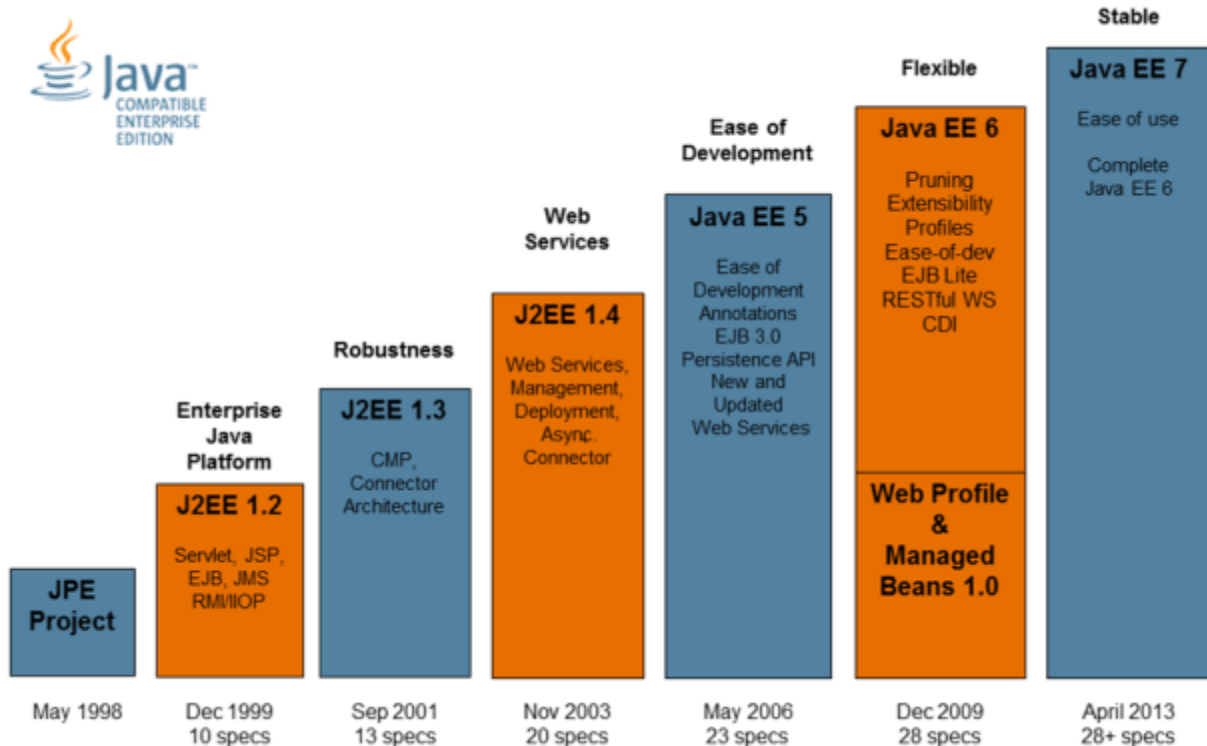 Java™
COMPATIBLE
ENTERPRISE
EDITION
JPE
Project
May 1998
Enterprise
Java
Platform
J2EE 1.2
Servlet, JSP,
EJB, JMS
RMI/IIOP
Dec 1999
10 specs
Robustness
J2EE 1.3
CMP,
Connector
Architecture
Sep 2001
13 specs
Web
Services
J2EE 1.4
Web Services,
Management,
Deployment,
Async.
Connector
Nov 2003
20 specs
Ease of
Development
Java EE 5
Ease of
Development
Annotations
EJB 3.0
Persistence API
New and
Updated
Web Services
May 2006
23 specs
Flexible
Java EE 6
Pruning
Extensibility
Profiles
Ease-of-dev
EJB Lite
RESTful WS
CDI
Web Profile
&
Managed
Beans 1.0
Dec 2009
28 specs
Stable
Java EE 7
Ease of use
Complete
Java EE 6
April 2013
28+ specs